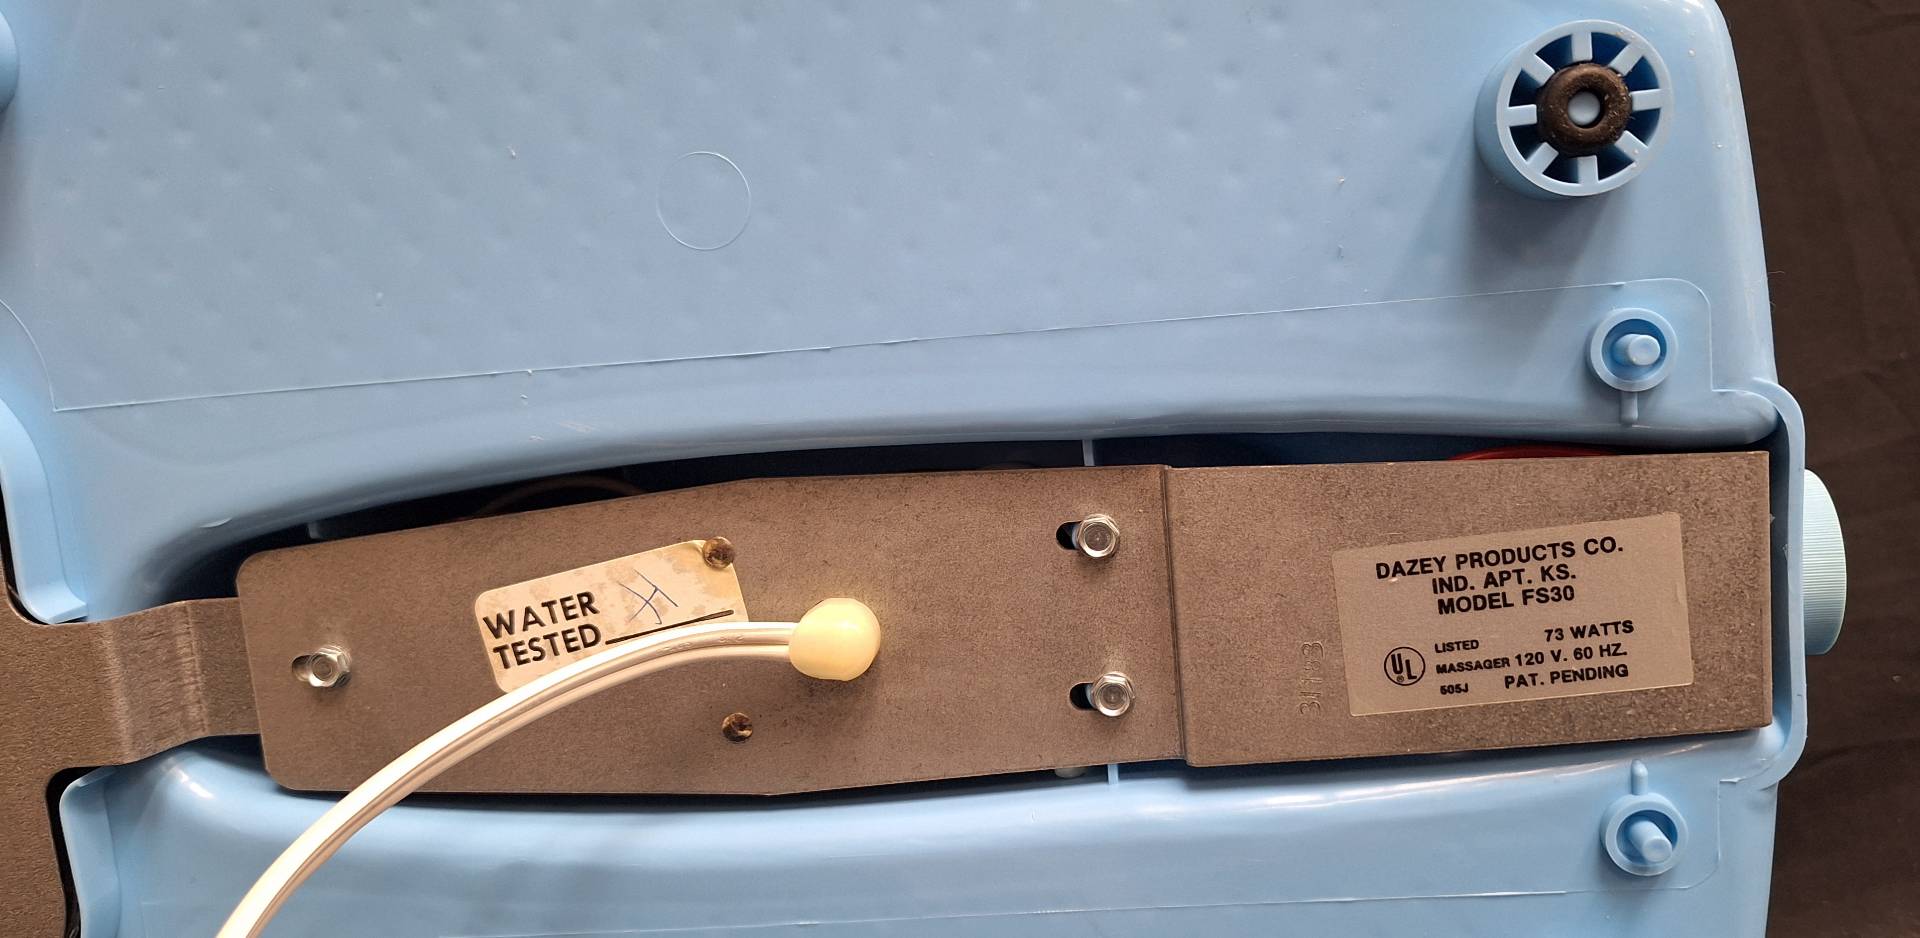 WATER
TESTED
DAZEY PRODUCTS CO.
IND. APT. KS.
MODEL FS30
UL
LISTED
MASSAGER
505J
73 WATTS
120 V. 60 HZ.
PAT. PENDING